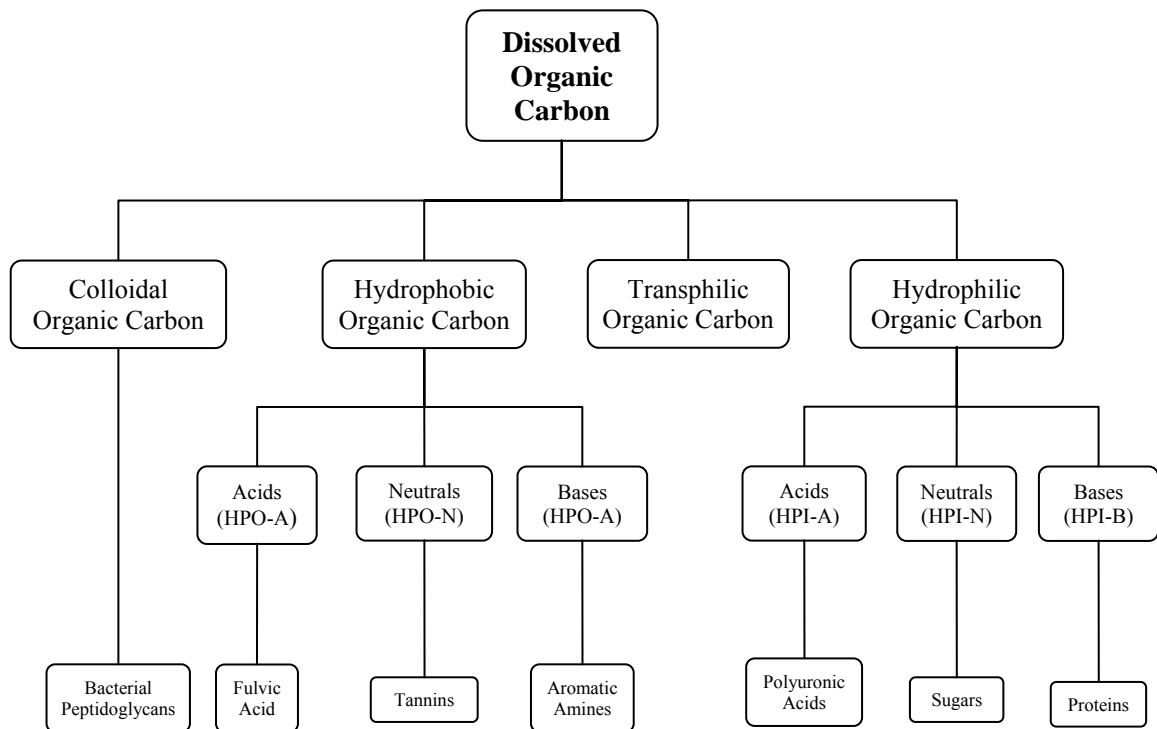 Dissolved
Organic
Carbon
Colloidal
Organic Carbon
Hydrophobic
Organic Carbon
Transphilic
Organic Carbon
Hydrophilic
Organic Carbon
Acids
(HPO-A)
Neutrals
(HPO-N)
Bases
(HPO-A)
Acids
(HPI-A)
Neutrals
(HPI-N)
Bases
(HPI-B)
Bacterial
Peptidoglycans
Fulvic
Acid
Tannins
Aromatic
Amines
Polyuronic
Acids
Sugars
Proteins